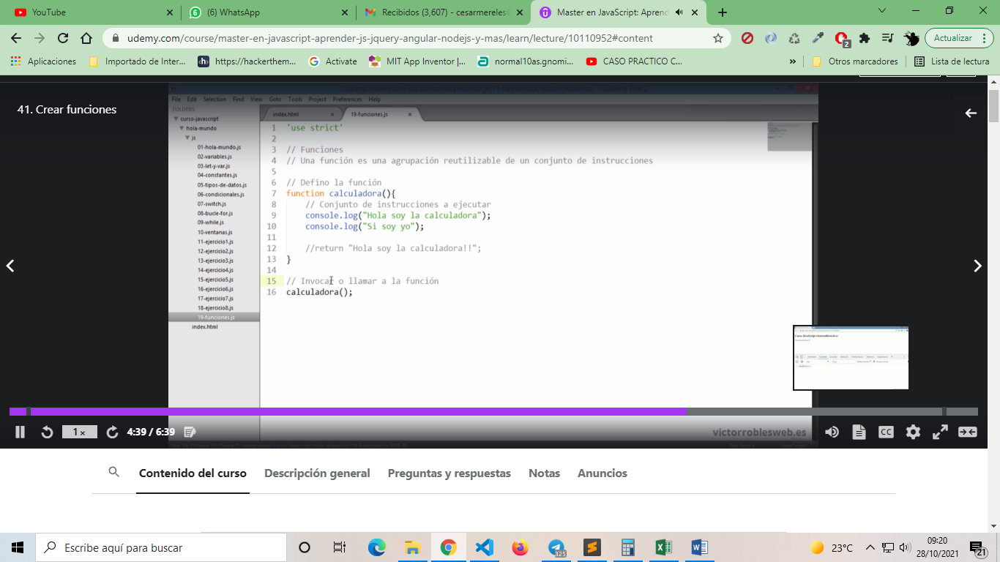 YouTube
(6) WhatsApp
Recibidos (3,607) - cesarmereles
Master en JavaScript: Aprend
udemy.com/course/master-en-javascript-aprender-js-jquery-angular-nodejs-y-mas/learn/lecture/10110952#content
2
Actualizar
Aplicaciones
Importado de Inter...
https://hackerthem...
Activate
MIT App Inventor |...
normal10as.gnomi...
CASO PRACTICO C...
»
Otros marcadores
Lista de lectura
41. Crear funciones
File Edit Selection Find View Goto Tools Project Preferences Help
FOLDERS
curso-javascript
hola-mundo
js
01-hola-mundo.js
02-variables.js
03-let-y-var.js
04-constantes.js
05-tipos-de-datos.js
06-condicionales.js
07-switch.js
08-bucle-for.js
09-while.js
10-ventanas.js
11-ejercicio1.js
12-ejercicio2.js
13-ejercicio3.js
14-ejercicio4.js
15-ejercicio5.js
16-ejercicio6.js
17-ejercicio7.js
18-ejercicio8.js
19-funciones.js
index.html
index.html
19-funciones.js
1 'use strict'
2
3 // Funciones
4 // Una función es una agrupación reutilizable de un conjunto de instrucciones
5
6 // Defino la función
7 function calculadora(){
8 // Conjunto de instrucciones a ejecutar
9 console.log("Hola soy la calculadora");
10 console.log("Si soy yo");
11
12 //return "Hola soy la calculadora!!";
13 }
14
15 // Invocar o llamar a la función
16 calculadora();
1 x
4:39 / 6:39
victorroblesweb.es
CC
Contenido del curso
Descripción general
Preguntas y respuestas
Notas
Anuncios
Escribe aquí para buscar
325
23°C
09:20
28/10/2021
21